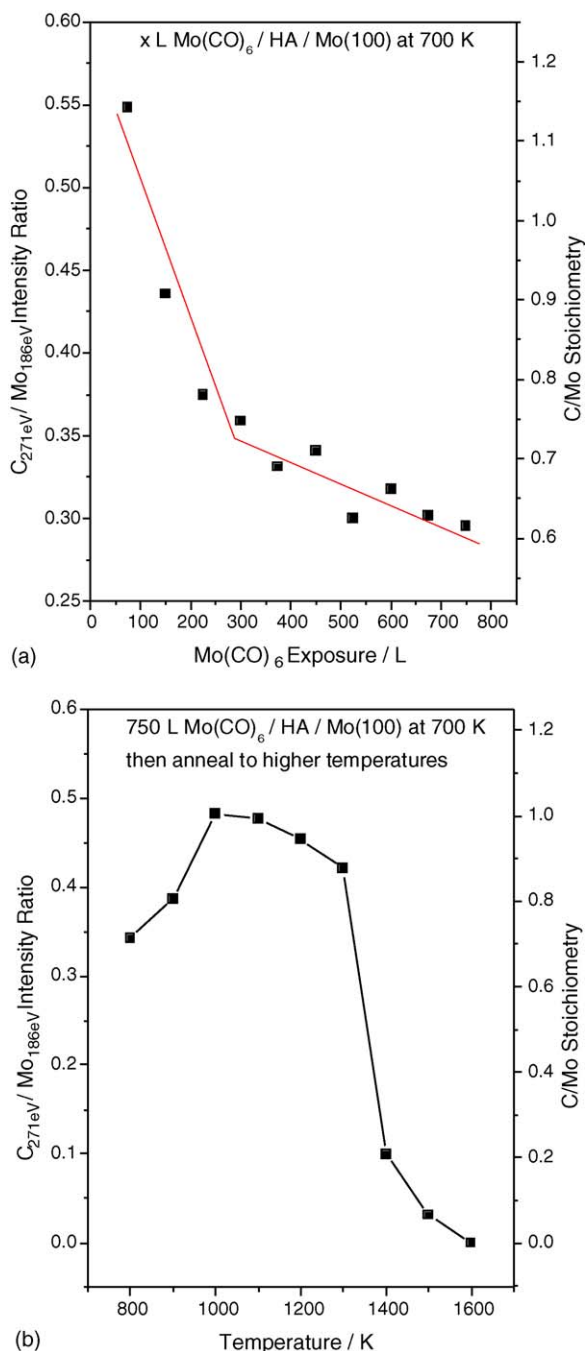 x L Mo(CO)6 / HA / Mo(100) at 700 K
0.60
0.55
0.50
0.45
0.40
0.35
0.30
0.25
C271eV/ Mo186eV Intensity Ratio
1.2
1.1
1.0
0.9
0.8
0.7
0.6
C/Mo Stoichiometry
0 100 200 300 400 500 600 700 800
(a) Mo(CO)6 Exposure / L
750 L Mo(CO)6 / HA / Mo(100) at 700 K
then anneal to higher temperatures
0.6
0.5
0.4
0.3
0.2
0.1
0.0
C271eV/ Mo186eV Intensity Ratio
1.2
1.0
0.8
0.6
0.4
0.2
0.0
C/Mo Stoichiometry
800 1000 1200 1400 1600
(b) Temperature / K